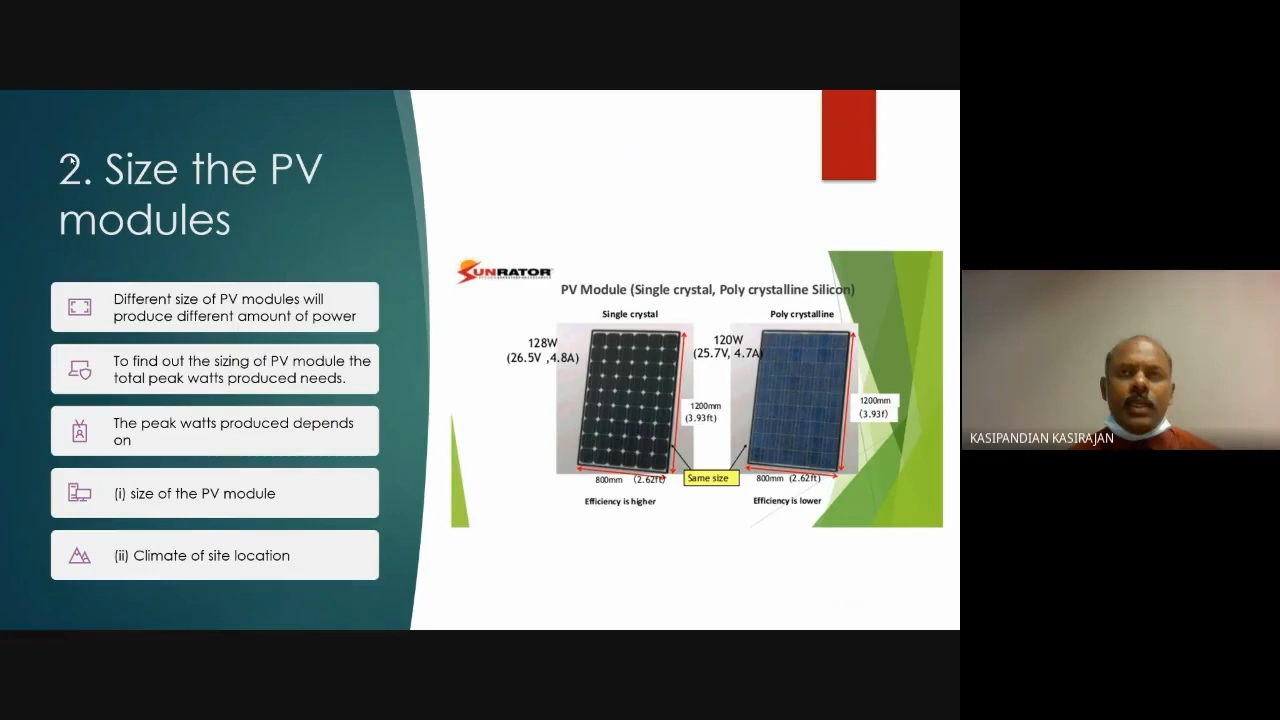 2. Size the PV
modules
Different size of PV modules will
produce different amount of power
To find out the sizing of PV module the
total peak watts produced needs.
The peak watts produced depends
on
(i) size of the PV module
(ii) Climate of site location
SUNRATOR
PV Module (Single crystal, Poly crystalline Silicon)
Single crystal
Poly crystalline
128W
(26.5V ,4.8A)
120W
(25.7V, 4.7A)
1200mm
(3.93ft)
1200mm
(3.93f)
800mm (2.62ft)
Same size
800mm (2.62ft)
Efficiency is higher
Efficiency is lower
KASIPANDIAN KASIRAJAN